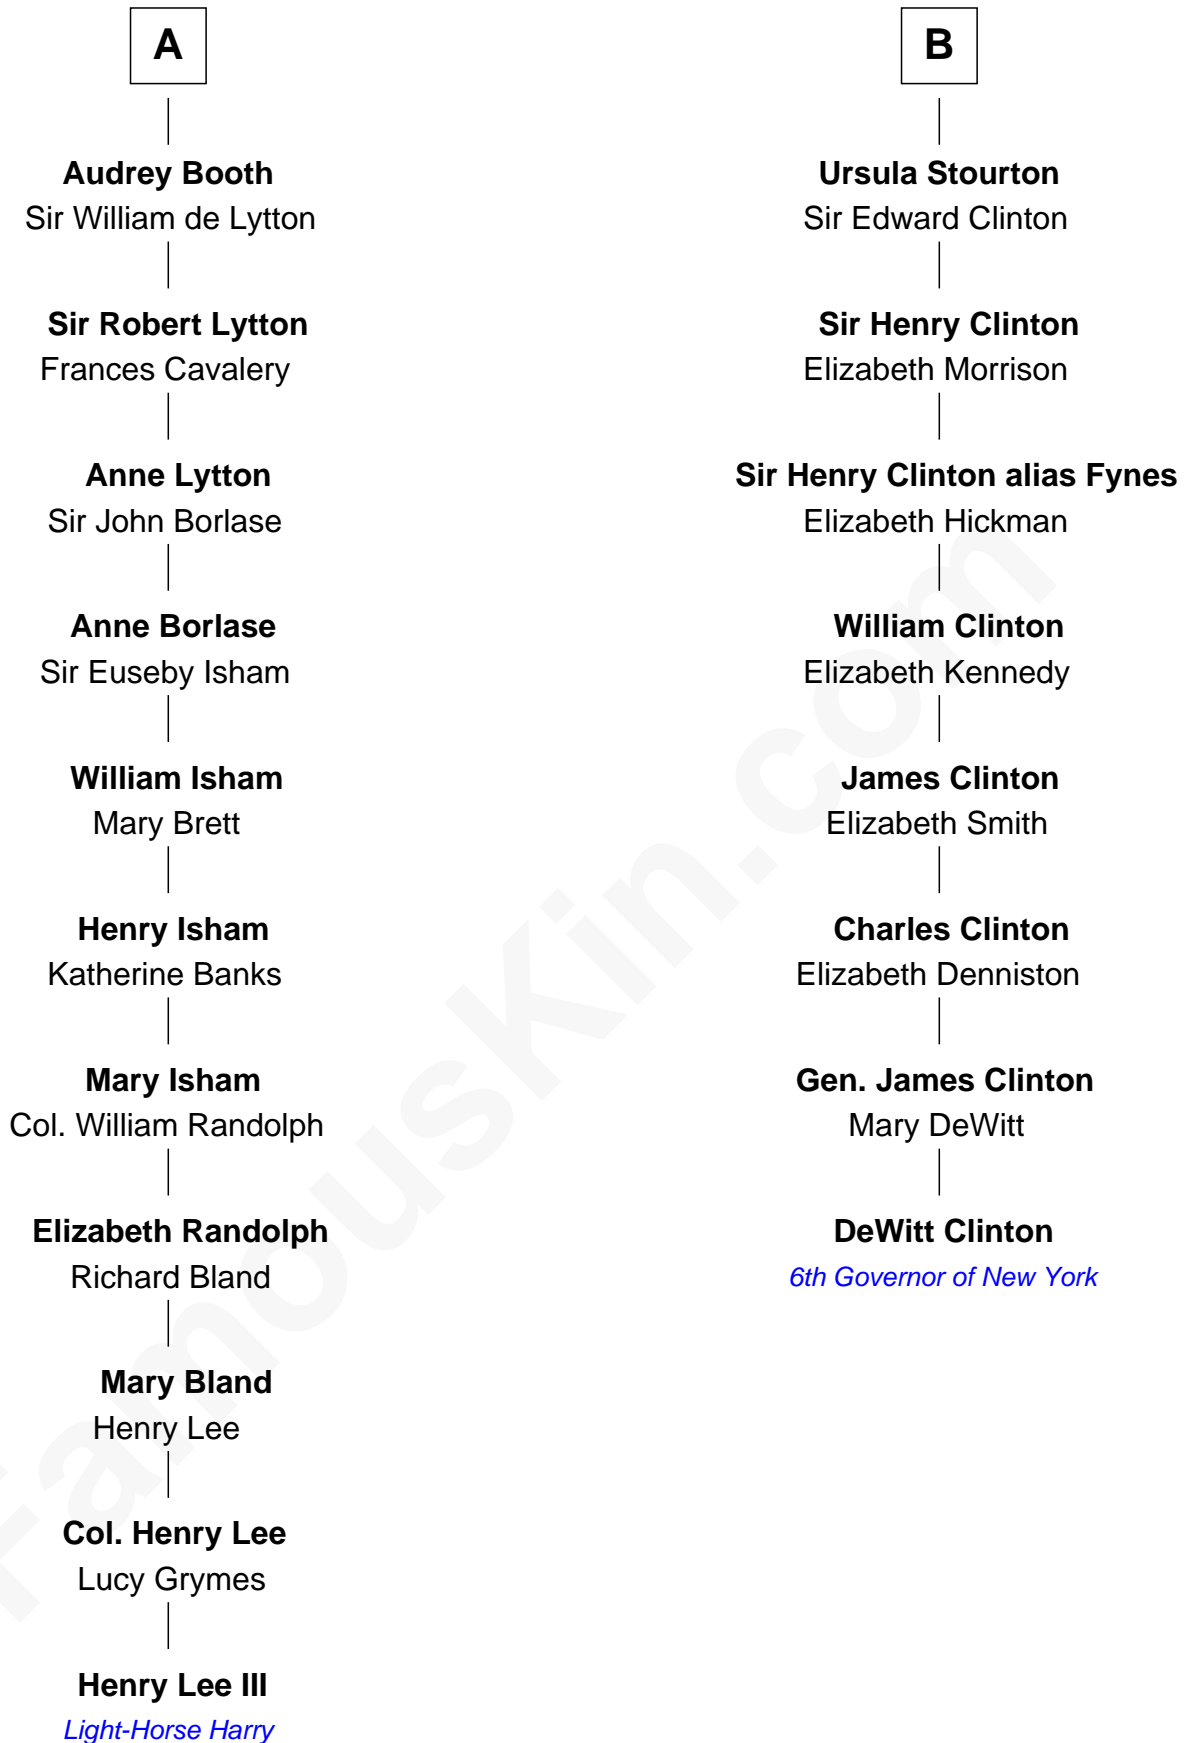 A
Audrey Booth
Sir William de Lytton
Sir Robert Lytton
Frances Cavalery
Anne Lytton
Sir John Borlase
Anne Borlase
Sir Euseby Isham
William Isham
Mary Brett
Henry Isham
Katherine Banks
Mary Isham
Col. William Randolph
Elizabeth Randolph
Richard Bland
Mary Bland
Henry Lee
Col. Henry Lee
Lucy Grymes
Henry Lee III
Light-Horse Harry
B
Ursula Stourton
Sir Edward Clinton
Sir Henry Clinton
Elizabeth Morrison
Sir Henry Clinton alias Fynes
Elizabeth Hickman
William Clinton
Elizabeth Kennedy
James Clinton
Elizabeth Smith
Charles Clinton
Elizabeth Denniston
Gen. James Clinton
Mary DeWitt
DeWitt Clinton
6th Governor of New York
FamousKin.com